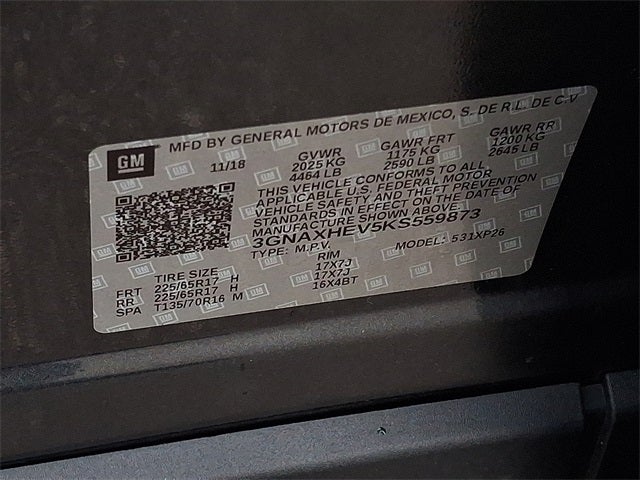 GM
MFD BY GENERAL MOTORS DE MEXICO, S. DE R.L. DE C.V
11/18 GVWR GAWR FRT GAWR RR
2025 KG 1175 KG 1200 KG
4464 LB 2590 LB 2645 LB
THIS VEHICLE CONFORMS TO ALL
APPLICABLE U.S. FEDERAL MOTOR
VEHICLE SAFETY AND THEFT PREVENTION
STANDARDS IN EFFECT ON THE DATE OF
MANUFACTURE SHOWN ABOVE.
3GNAXHEV5KS559873
TYPE: M.P.V. MODEL: 531XP26
TIRE SIZE RIM
FRT 225/65R17 H 17X7J
RR 225/65R17 H 17X7J
SPA T135/70R16 M 16X4BT